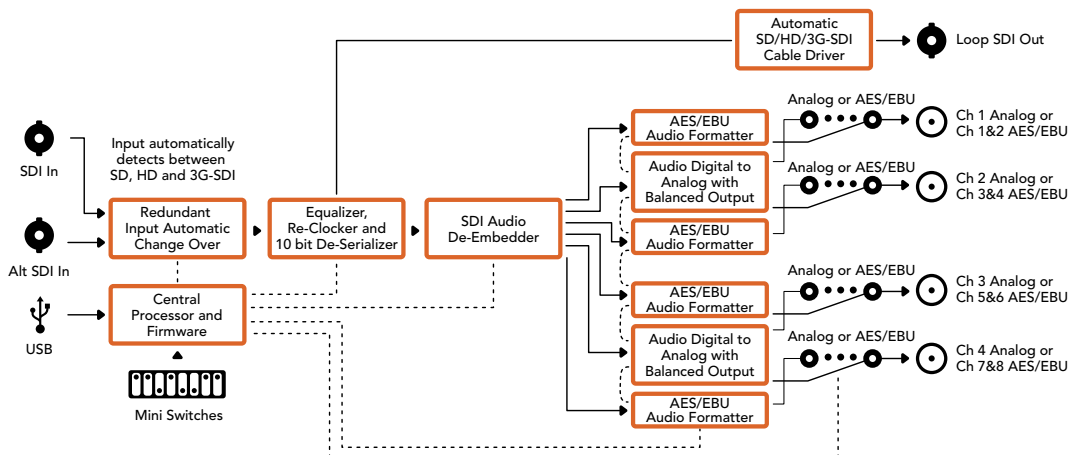 Automatic
SD/HD/3G-SDI
Cable Driver
Loop SDI Out
SDI In
Input automatically
detects between
SD, HD and 3G-SDI
Alt SDI In
Redundant
Input Automatic
Change Over
Equalizer,
Re-Clocker and
10 bit De-Serializer
SDI Audio
De-Embedder
USB
Central
Processor and
Firmware
Mini Switches
AES/EBU
Audio Formatter
Audio Digital to
Analog with
Balanced Output
AES/EBU
Audio Formatter
AES/EBU
Audio Formatter
Audio Digital to
Analog with
Balanced Output
AES/EBU
Audio Formatter
Analog or AES/EBU
Ch 1 Analog or
Ch 1&2 AES/EBU
Analog or AES/EBU
Ch 2 Analog or
Ch 3&4 AES/EBU
Analog or AES/EBU
Ch 3 Analog or
Ch 5&6 AES/EBU
Analog or AES/EBU
Ch 4 Analog or
Ch 7&8 AES/EBU